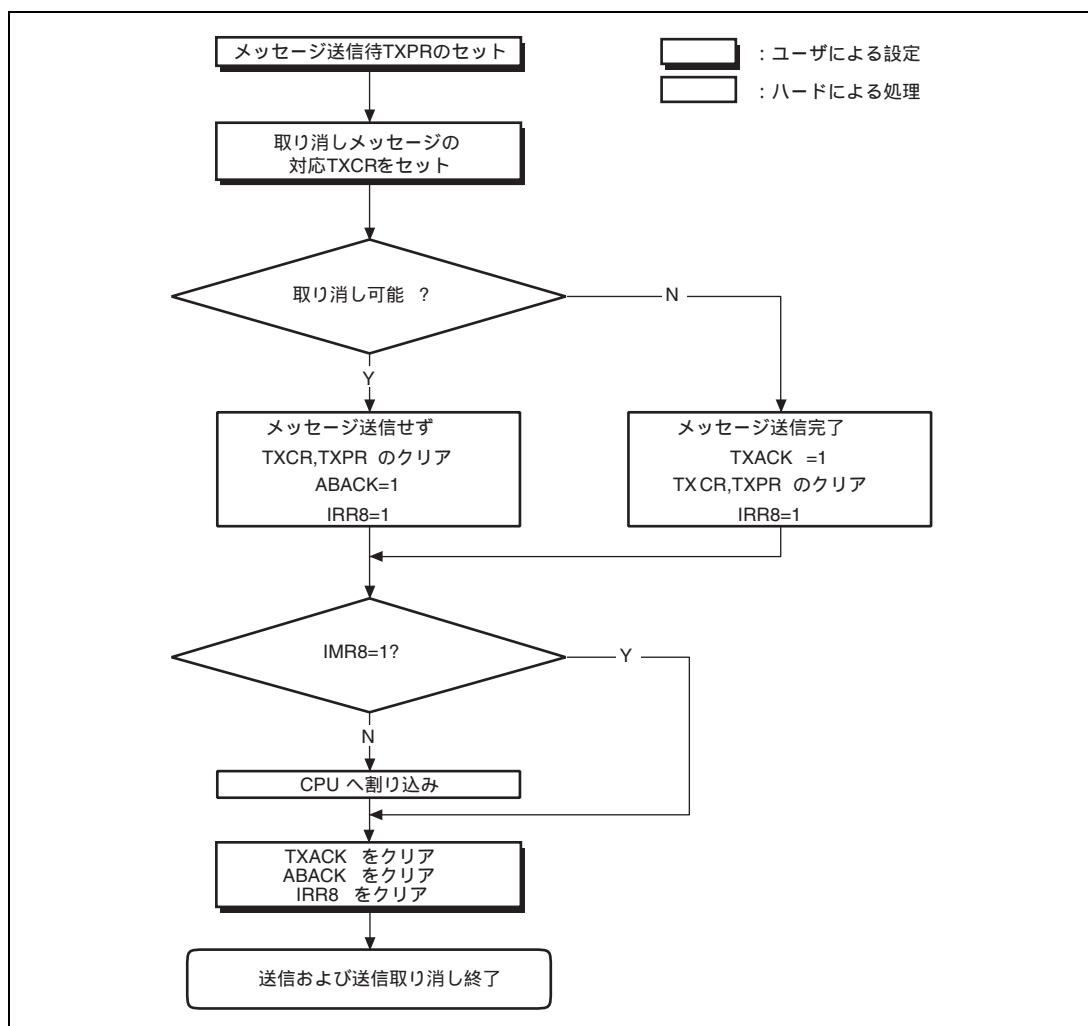 メッセージ送信待TXPRのセット
：ユーザによる設定
：ハードによる処理
取り消しメッセージの
対応TXCRをセット
取り消し可能 ？
N
Y
メッセージ送信せず
TXCR,TXPR のクリア
ABACK=1
IRR8=1
メッセージ送信完了
TXACK =1
TXCR,TXPR のクリア
IRR8=1
IMR8=1?
Y
N
CPU へ割り込み
TXACK をクリア
ABACK をクリア
IRR8 をクリア
送信および送信取り消し終了